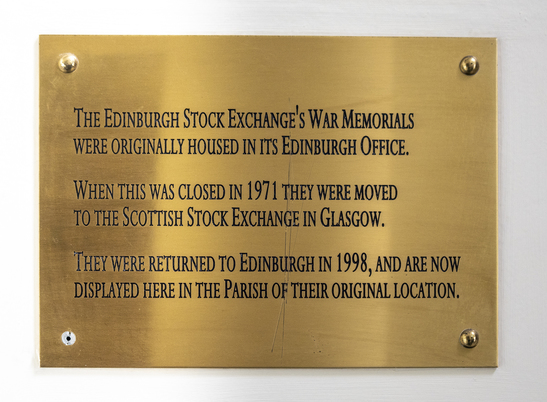 The Edinburgh Stock Exchange's War Memorials
were originally housed in its Edinburgh Office.
When this was closed in 1971 they were moved
to the Scottish Stock Exchange in Glasgow.
They were returned to Edinburgh in 1998, and are now
displayed here in the Parish of their original location.